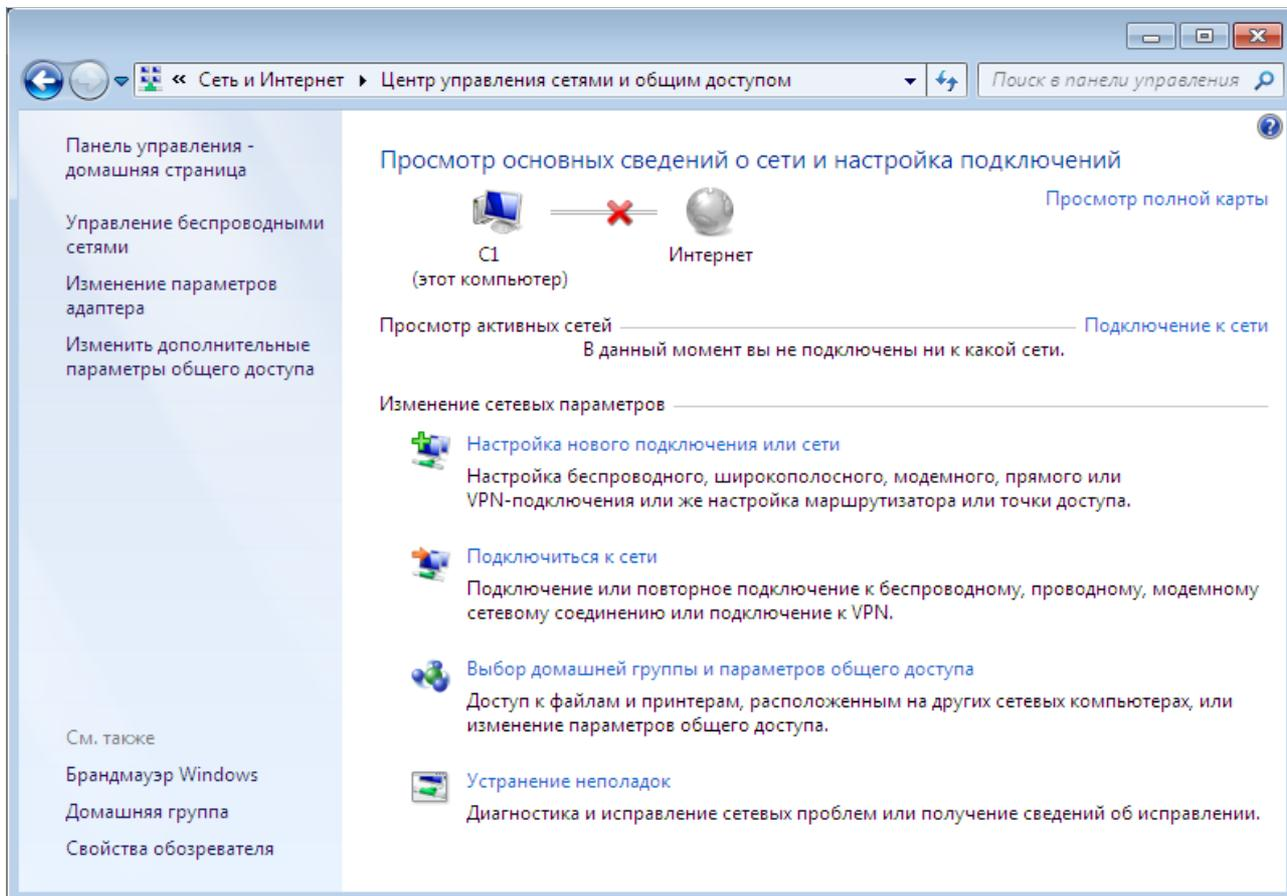 « Сеть и Интернет ▸ Центр управления сетями и общим доступом
Поиск в панели управления
Панель управления -
домашняя страница
Управление беспроводными
сетями
Изменение параметров
адаптера
Изменить дополнительные
параметры общего доступа
См. также
Брандмауэр Windows
Домашняя группа
Свойства обозревателя
Просмотр основных сведений о сети и настройка подключений
Просмотр полной карты
C1
(этот компьютер)
Интернет
Просмотр активных сетей
Подключение к сети
В данный момент вы не подключены ни к какой сети.
Изменение сетевых параметров
Настройка нового подключения или сети
Настройка беспроводного, широкополосного, модемного, прямого или
VPN-подключения или же настройка маршрутизатора или точки доступа.
Подключиться к сети
Подключение или повторное подключение к беспроводному, проводному, модемному
сетевому соединению или подключение к VPN.
Выбор домашней группы и параметров общего доступа
Доступ к файлам и принтерам, расположенным на других сетевых компьютерах, или
изменение параметров общего доступа.
Устранение неполадок
Диагностика и исправление сетевых проблем или получение сведений об исправлении.